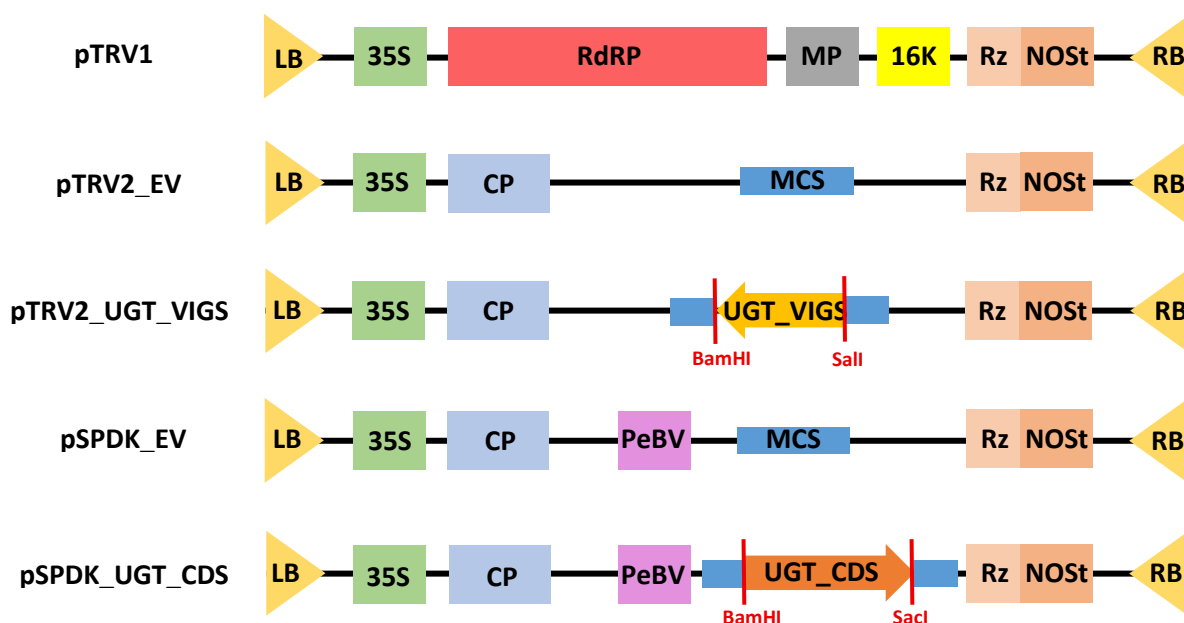 pTRV1 LB 35S RdRP MP 16K Rz NOSt RB
pTRV2_EV LB 35S CP MCS Rz NOSt RB
pTRV2_UGT_VIGS LB 35S CP UGT_VIGS Rz NOSt RB
BamHI SalI
pSPDK_EV LB 35S CP PeBV MCS Rz NOSt RB
pSPDK_UGT_CDS LB 35S CP PeBV UGT_CDS Rz NOSt RB
BamHI SacI